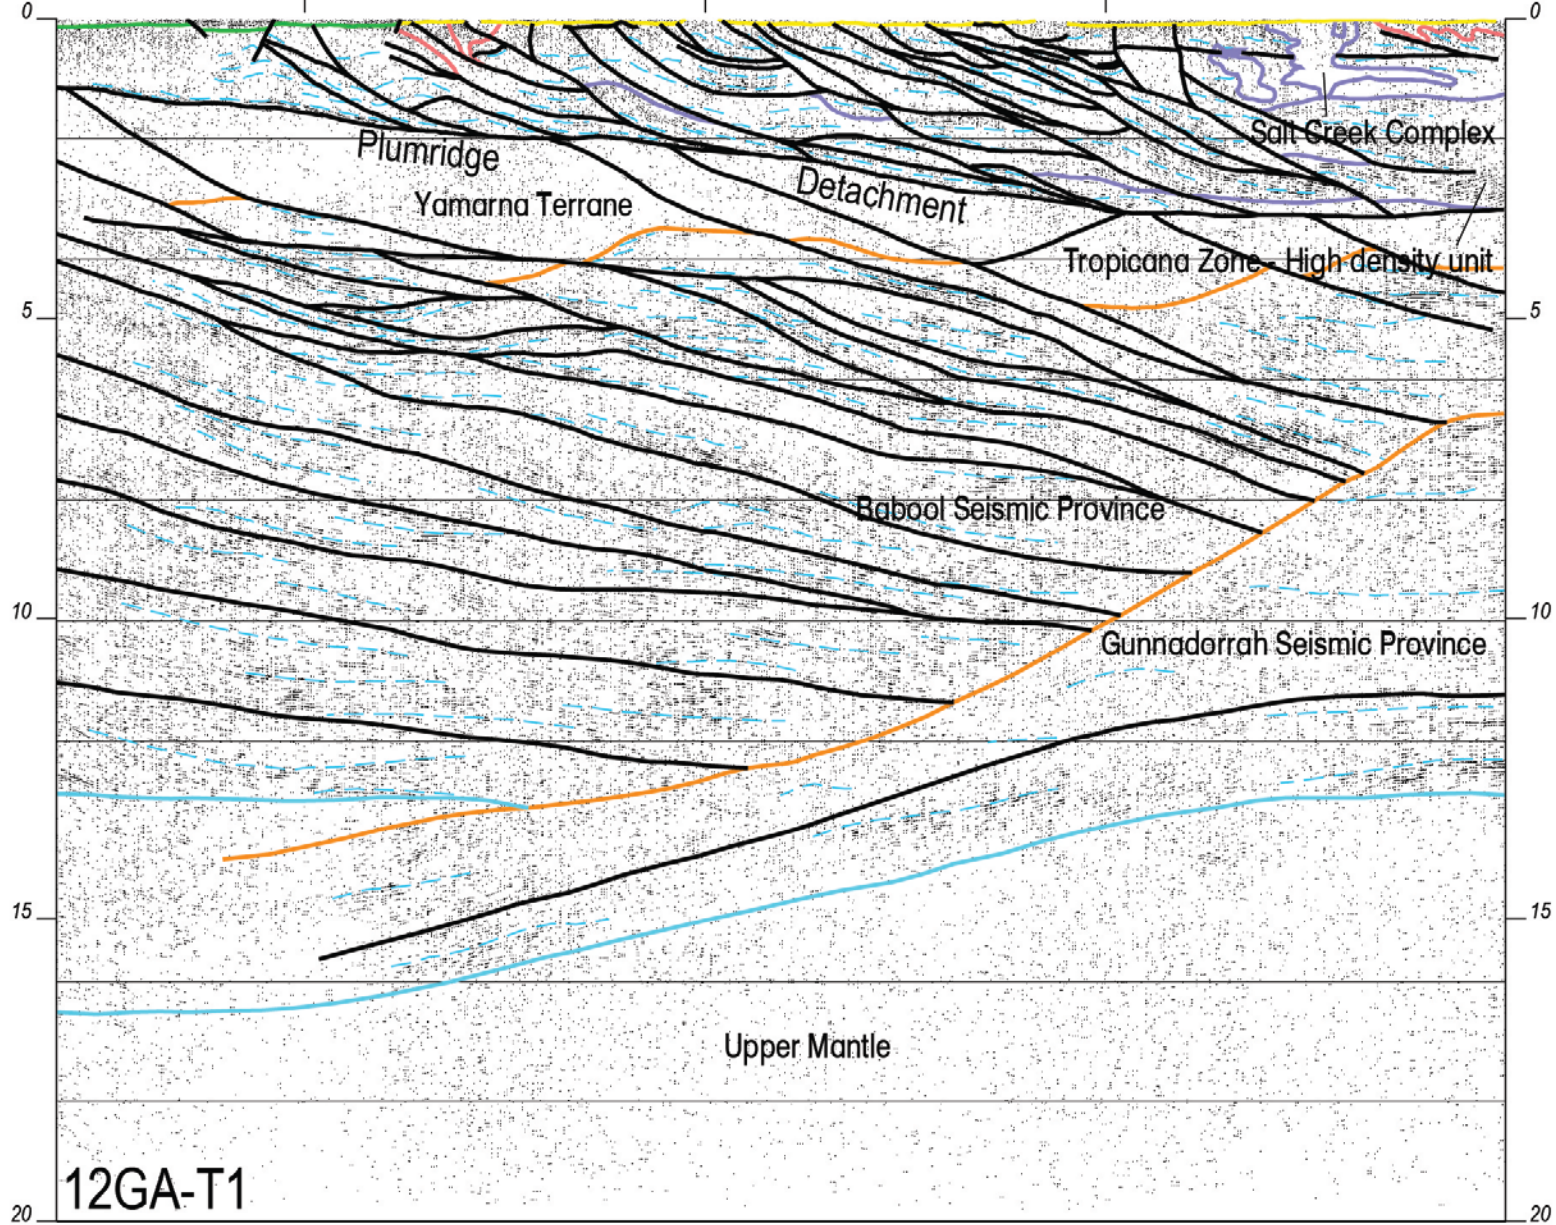 0 0
Salt Creek Complex
Plumridge
Detachment
Yamarna Terrane
Tropicana Zone - High density unit
5 5
Babool Seismic Province
10 10
Gunnadorrah Seismic Province
15 15
Upper Mantle
12GA-T1
20 20